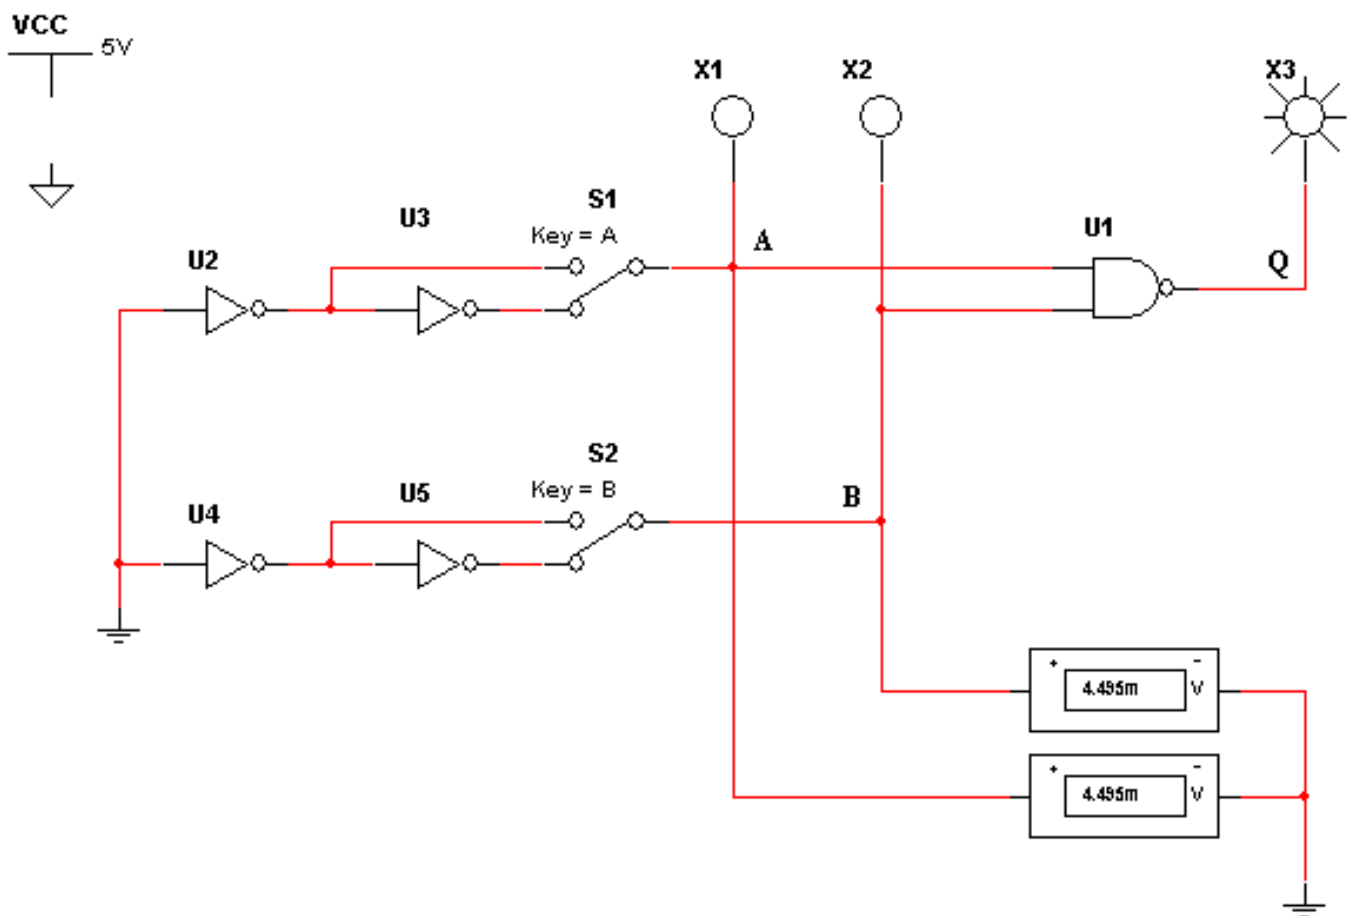 VCC
5V
X1
X2
X3
S1
Key = A
U3
U2
A
U1
Q
S2
Key = B
U5
U4
B
+ -
4.495m V
+ -
4.495m V